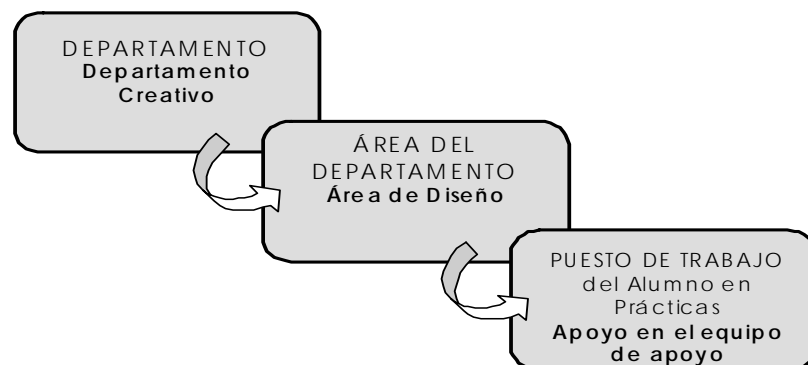 DEPARTAMENTO
Departamento
Creativo
ÁREA DEL
DEPARTAMENTO
Área de Diseño
PUESTO DE TRABAJO
del Alumno en
Prácticas
Apoyo en el equipo
de apoyo